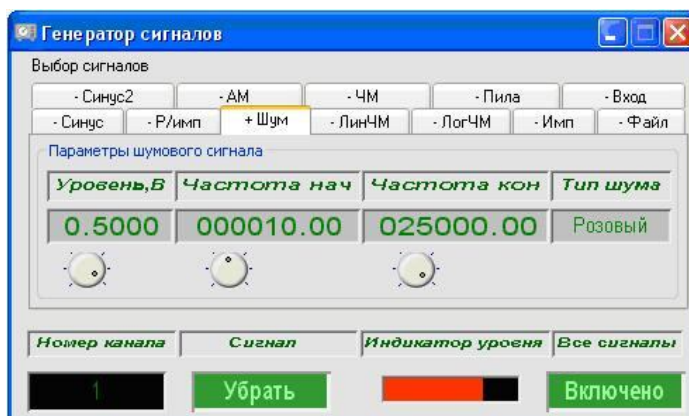 Генератор сигналов
Выбор сигналов
- Синус2 - АМ - ЧМ - Пила - Вход
- Синус - Р/имп + Шум - ЛинЧМ - ЛогЧМ - Имп - Файл
Параметры шумового сигнала
Уровень,В Частота нач Частота кон Тип шума
0.5000 000010.00 025000.00 Розовый
Номер канала Сигнал Индикатор уровня Все сигналы
1 Убрать Включено